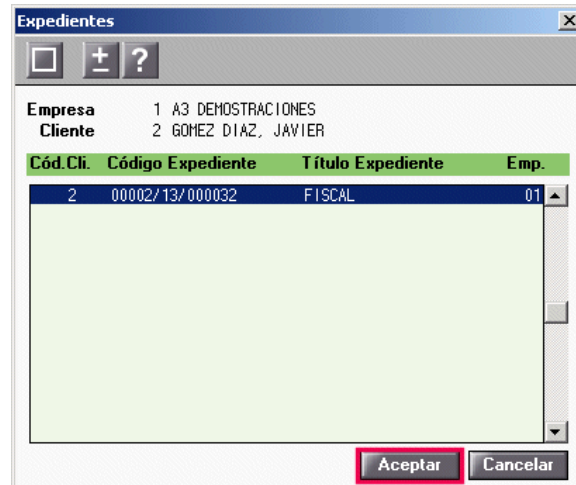 Expedientes
± ?
Empresa 1 A3 DEMOSTRACIONES
Cliente 2 GOMEZ DIAZ, JAVIER
Cód.Cli. Código Expediente Título Expediente Emp.
2 00002/13/000032 FISCAL 01
Aceptar Cancelar